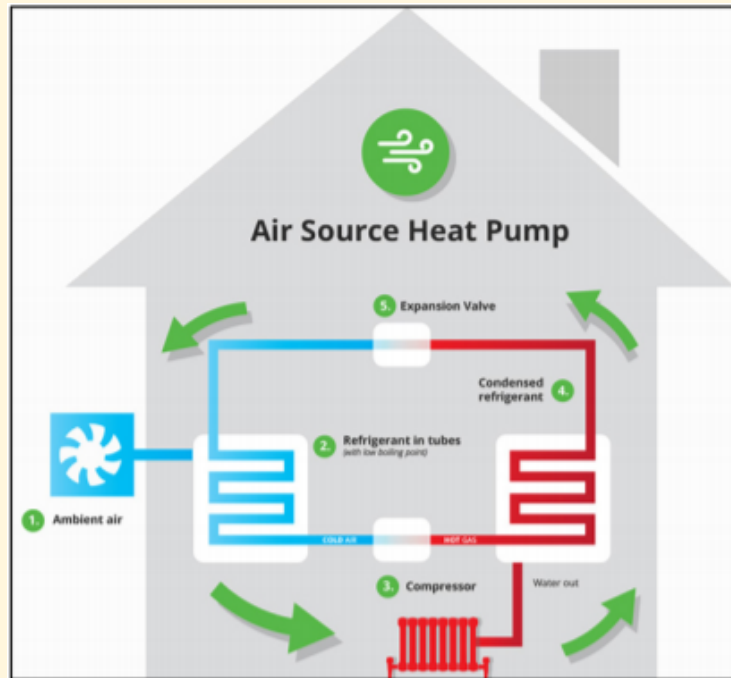 Air Source Heat Pump
5. Expansion Valve
Condensed
refrigerant 4.
2. Refrigerant in tubes
(with low boiling point)
1. Ambient air
COLD AIR
HOT GAS
3. Compressor
Water out